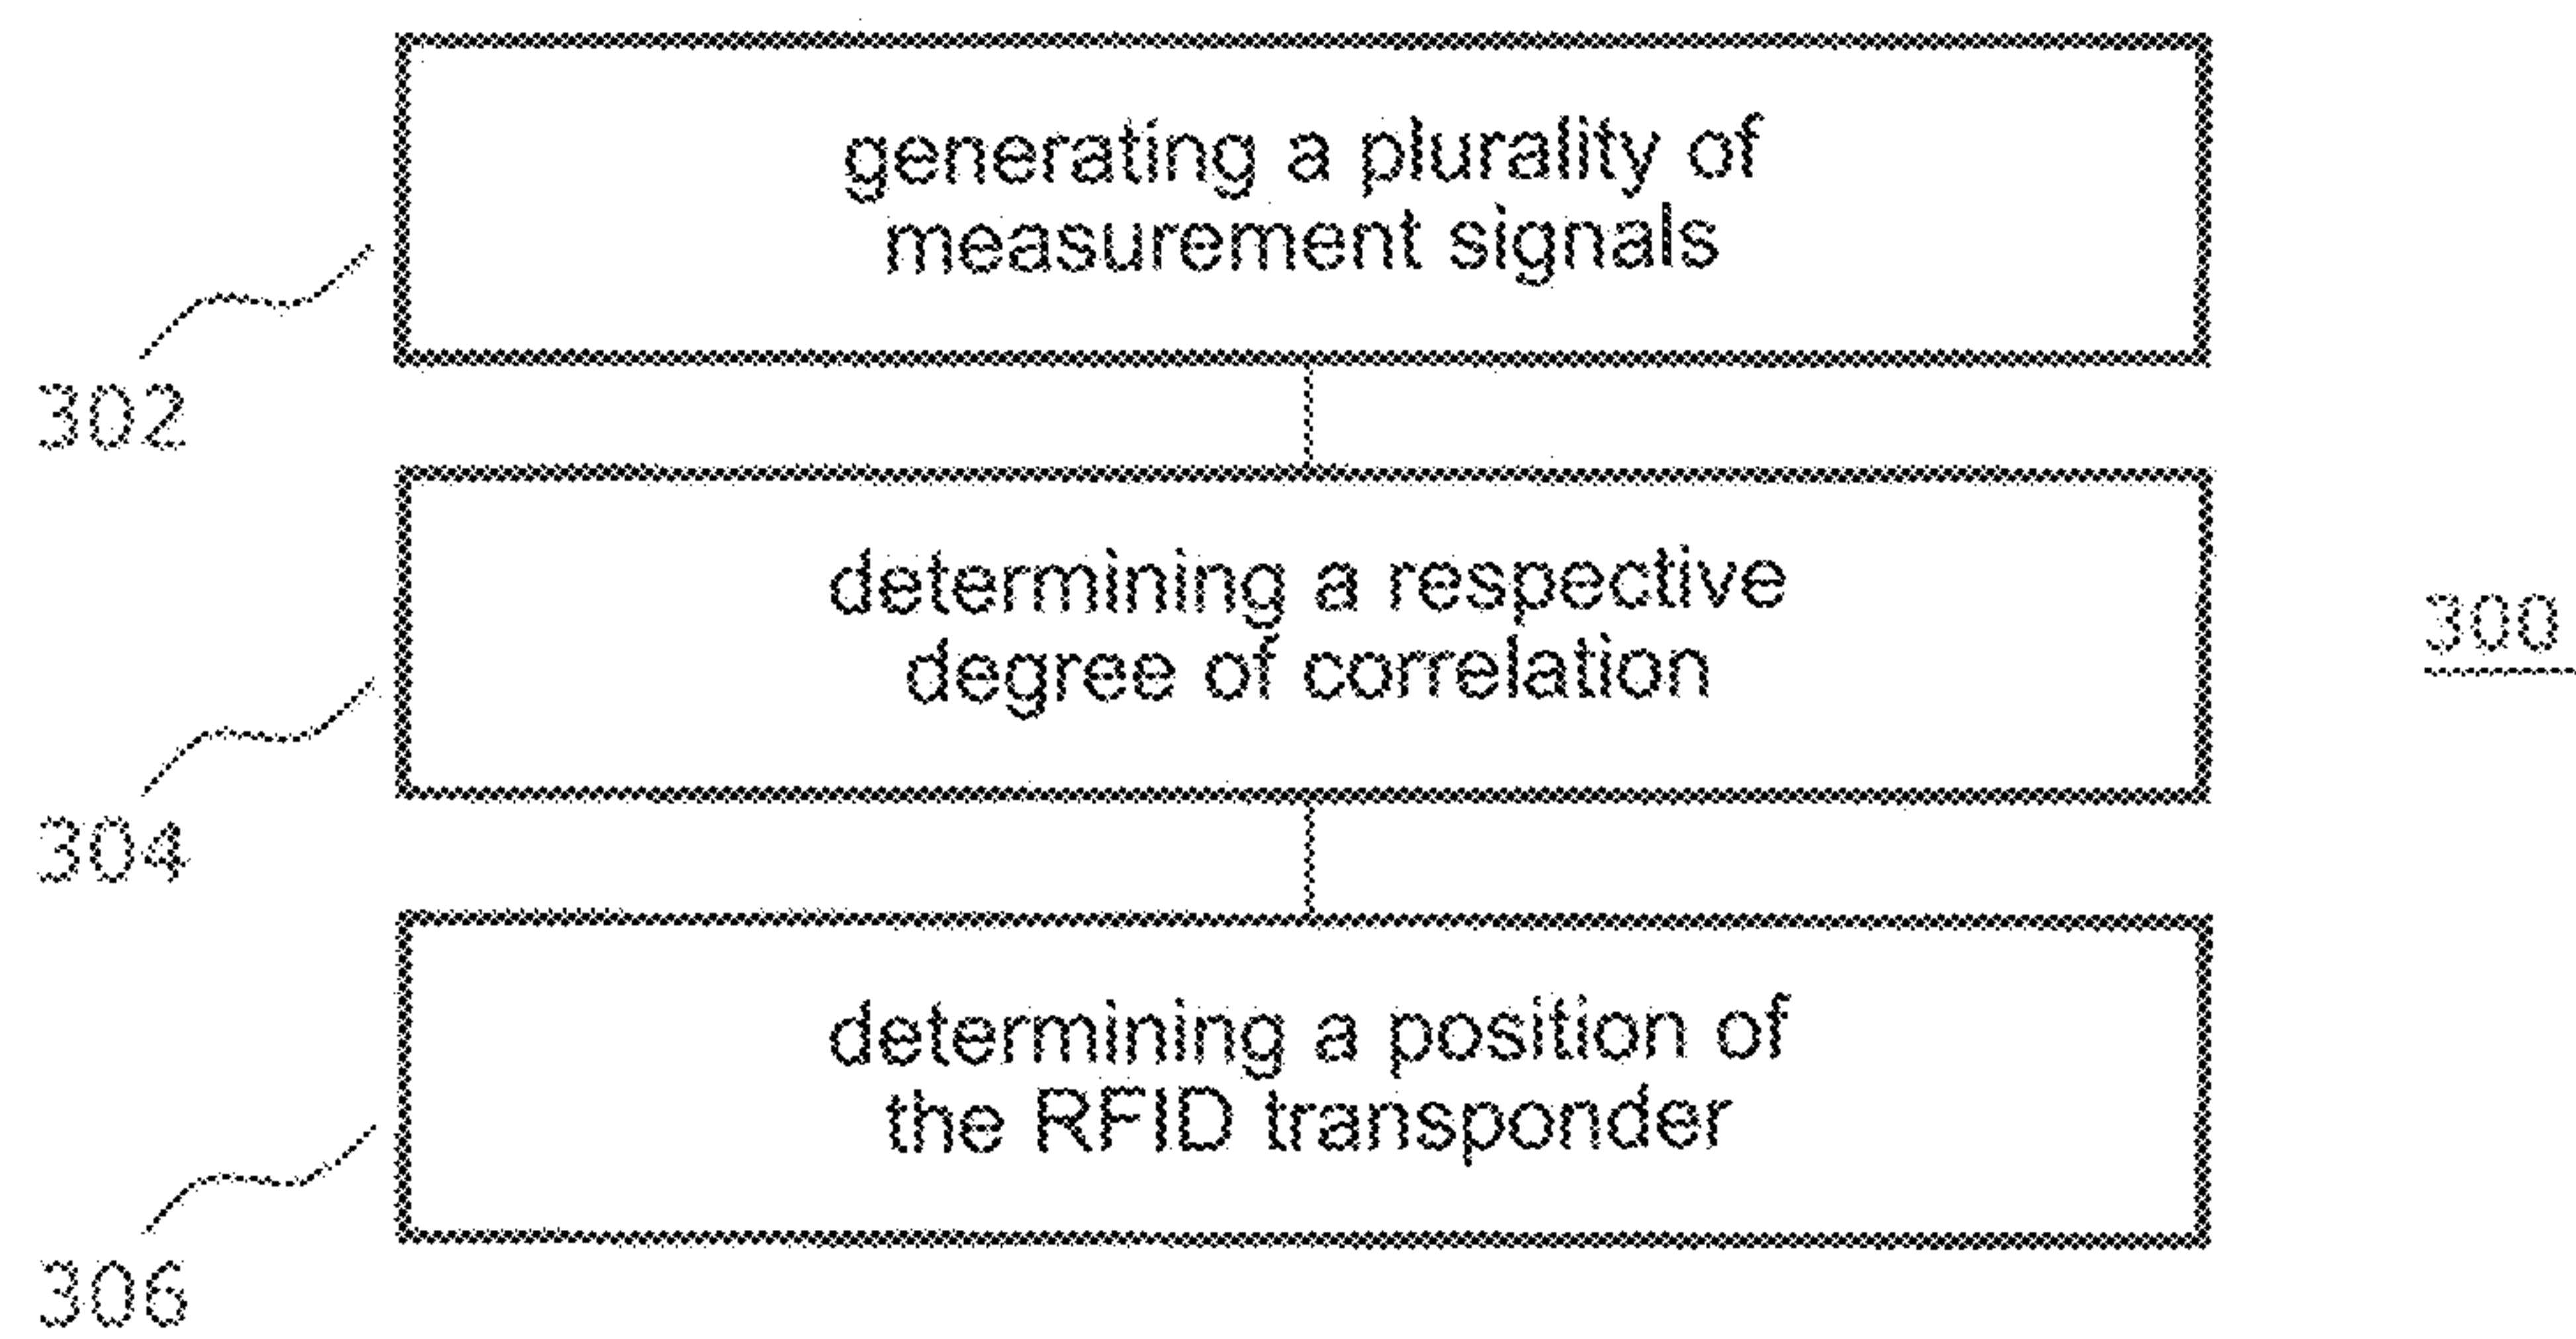 generating a plurality of
measurement signals
302
determining a respective
degree of correlation
300
304
determining a position of
the RFID transponder
306